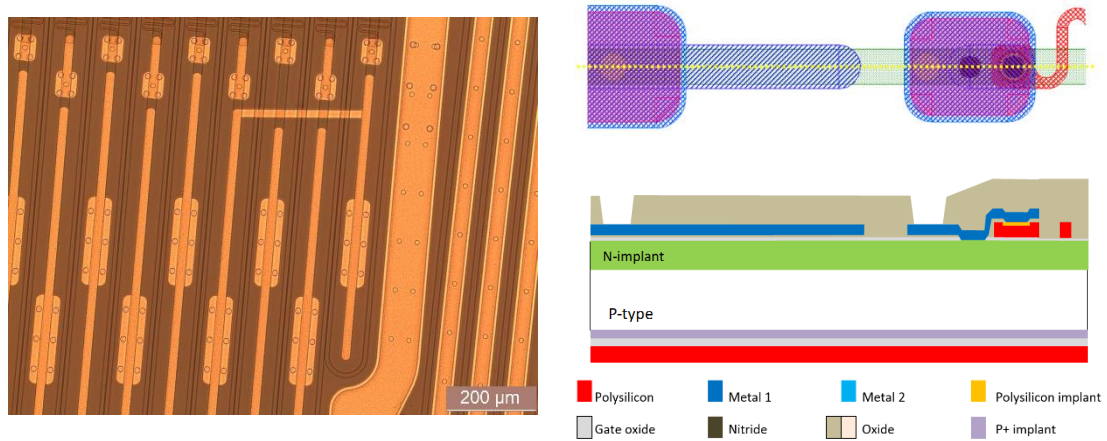 200 µm
N-implant
P-type
Polysilicon
Metal 1
Metal 2
Polysilicon implant
Gate oxide
Nitride
Oxide
P+ implant